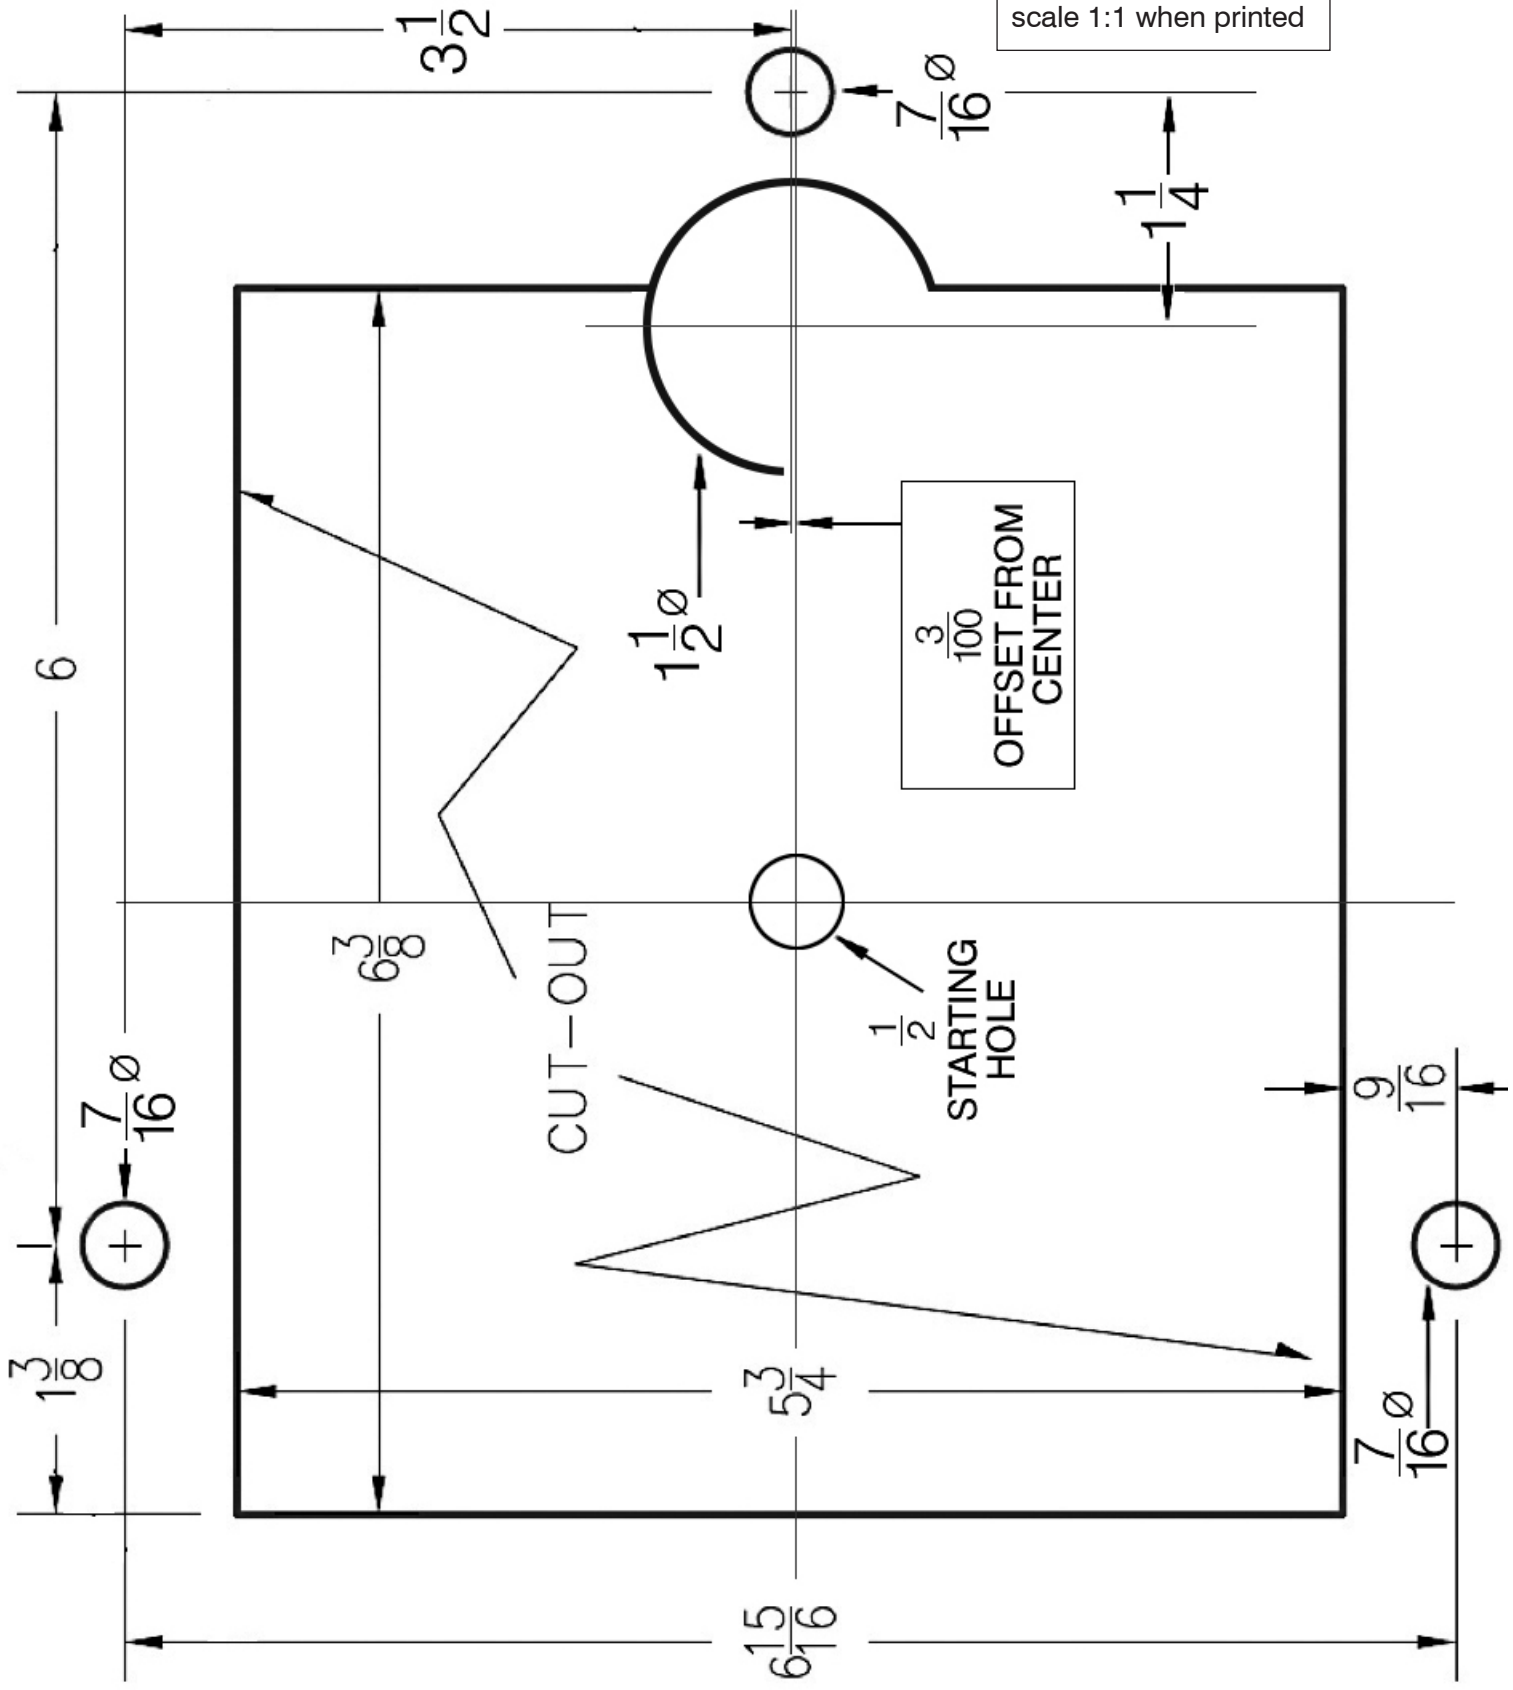 scale 1:1 when printed
3 1/2
7/16 Ø
1 1/4
6
1 1/2 Ø
3/100
OFFSET FROM
CENTER
6 3/8
CUT-OUT
1/2
STARTING
HOLE
7/16 Ø
9/16
1 3/8
5 3/4
7/16 Ø
6 15/16